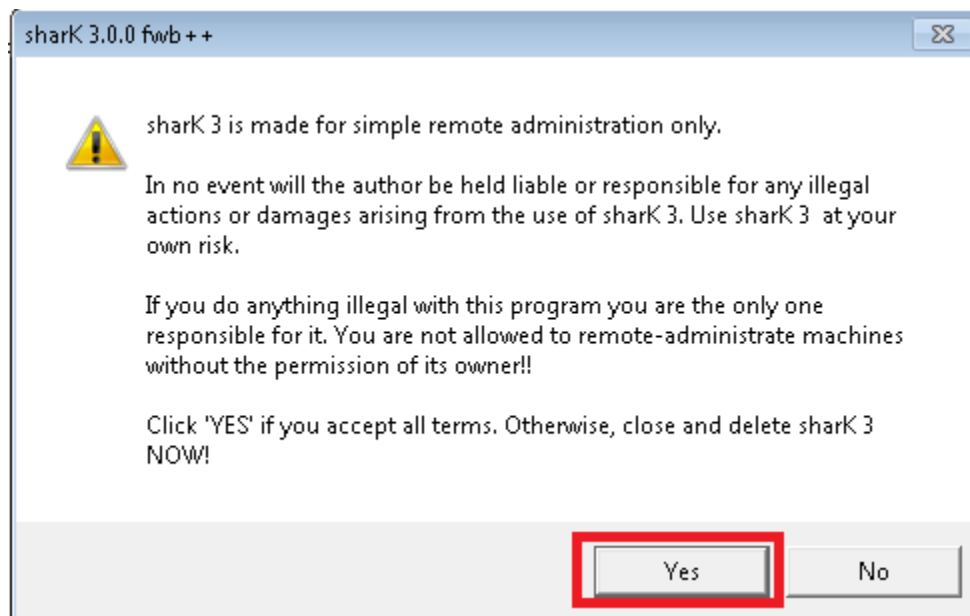 sharK 3.0.0 fwb++
sharK 3 is made for simple remote administration only.
In no event will the author be held liable or responsible for any illegal
actions or damages arising from the use of sharK 3. Use sharK 3  at your
own risk.
If you do anything illegal with this program you are the only one
responsible for it. You are not allowed to remote-administrate machines
without the permission of its owner!!
Click 'YES' if you accept all terms. Otherwise, close and delete sharK 3
NOW!
Yes
No